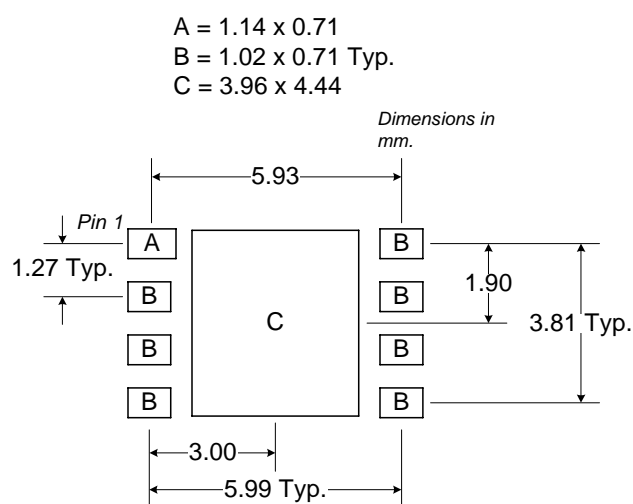 A = 1.14 x 0.71
B = 1.02 x 0.71 Typ.
C = 3.96 x 4.44
Dimensions in
mm.
5.93
Pin 1
A
B
1.27 Typ.
B
B
1.90
C
3.81 Typ.
B
B
B
B
3.00
5.99 Typ.